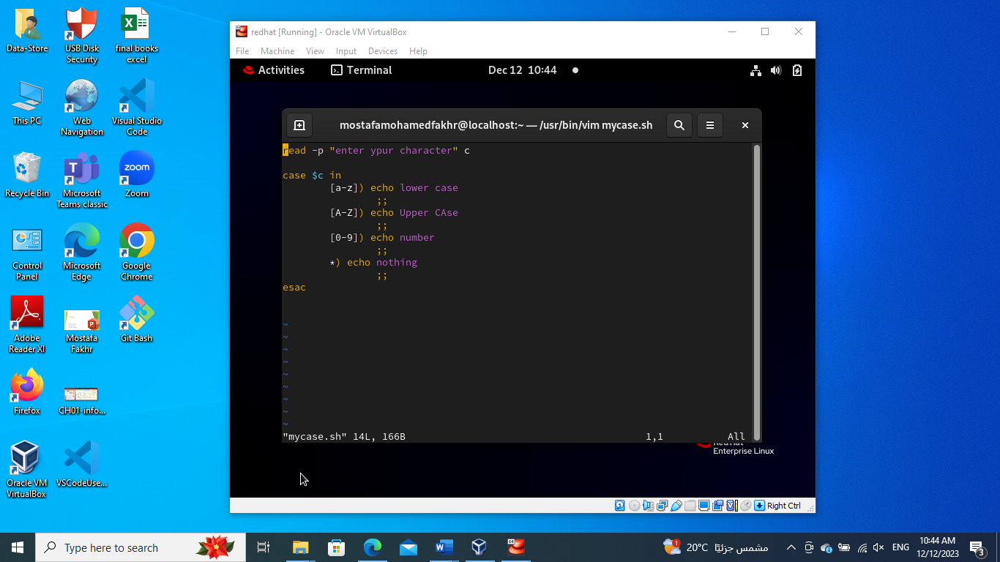 Data-Store
USB Disk
Security
final books
excel
This PC
Web
Navigation
Visual Studio
Code
Recycle Bin
Microsoft
Teams classic
zoom
Zoom
Control
Panel
Microsoft
Edge
Google
Chrome
Adobe
Reader XI
Mostafa
Fakhr
Git Bash
Firefox
CH01-info...
Oracle VM
VirtualBox
VSCodeUse...
redhat [Running] - Oracle VM VirtualBox
File Machine View Input Devices Help
Activities Terminal Dec 12 10:44
mostafamohamedfakhr@localhost:~ — /usr/bin/vim mycase.sh
read -p "enter ypur character" c
case $c in
[a-z]) echo lower case
;;
[A-Z]) echo Upper CAse
;;
[0-9]) echo number
;;
*) echo nothing
;;
esac
~
~
~
~
~
~
~
~
~
"mycase.sh" 14L, 166B 1,1 All
Red Hat
Enterprise Linux
Right Ctrl
Type here to search
1
20°C مشمس جزئيًا
ENG
10:44 AM
12/12/2023
3